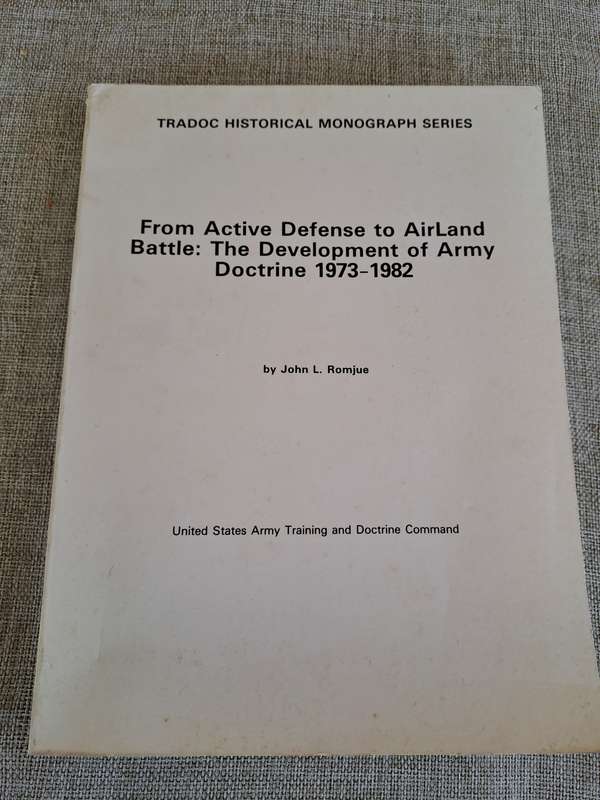 TRADOC HISTORICAL MONOGRAPH SERIES
From Active Defense to AirLand
Battle: The Development of Army
Doctrine 1973-1982
by John L. Romjue
United States Army Training and Doctrine Command